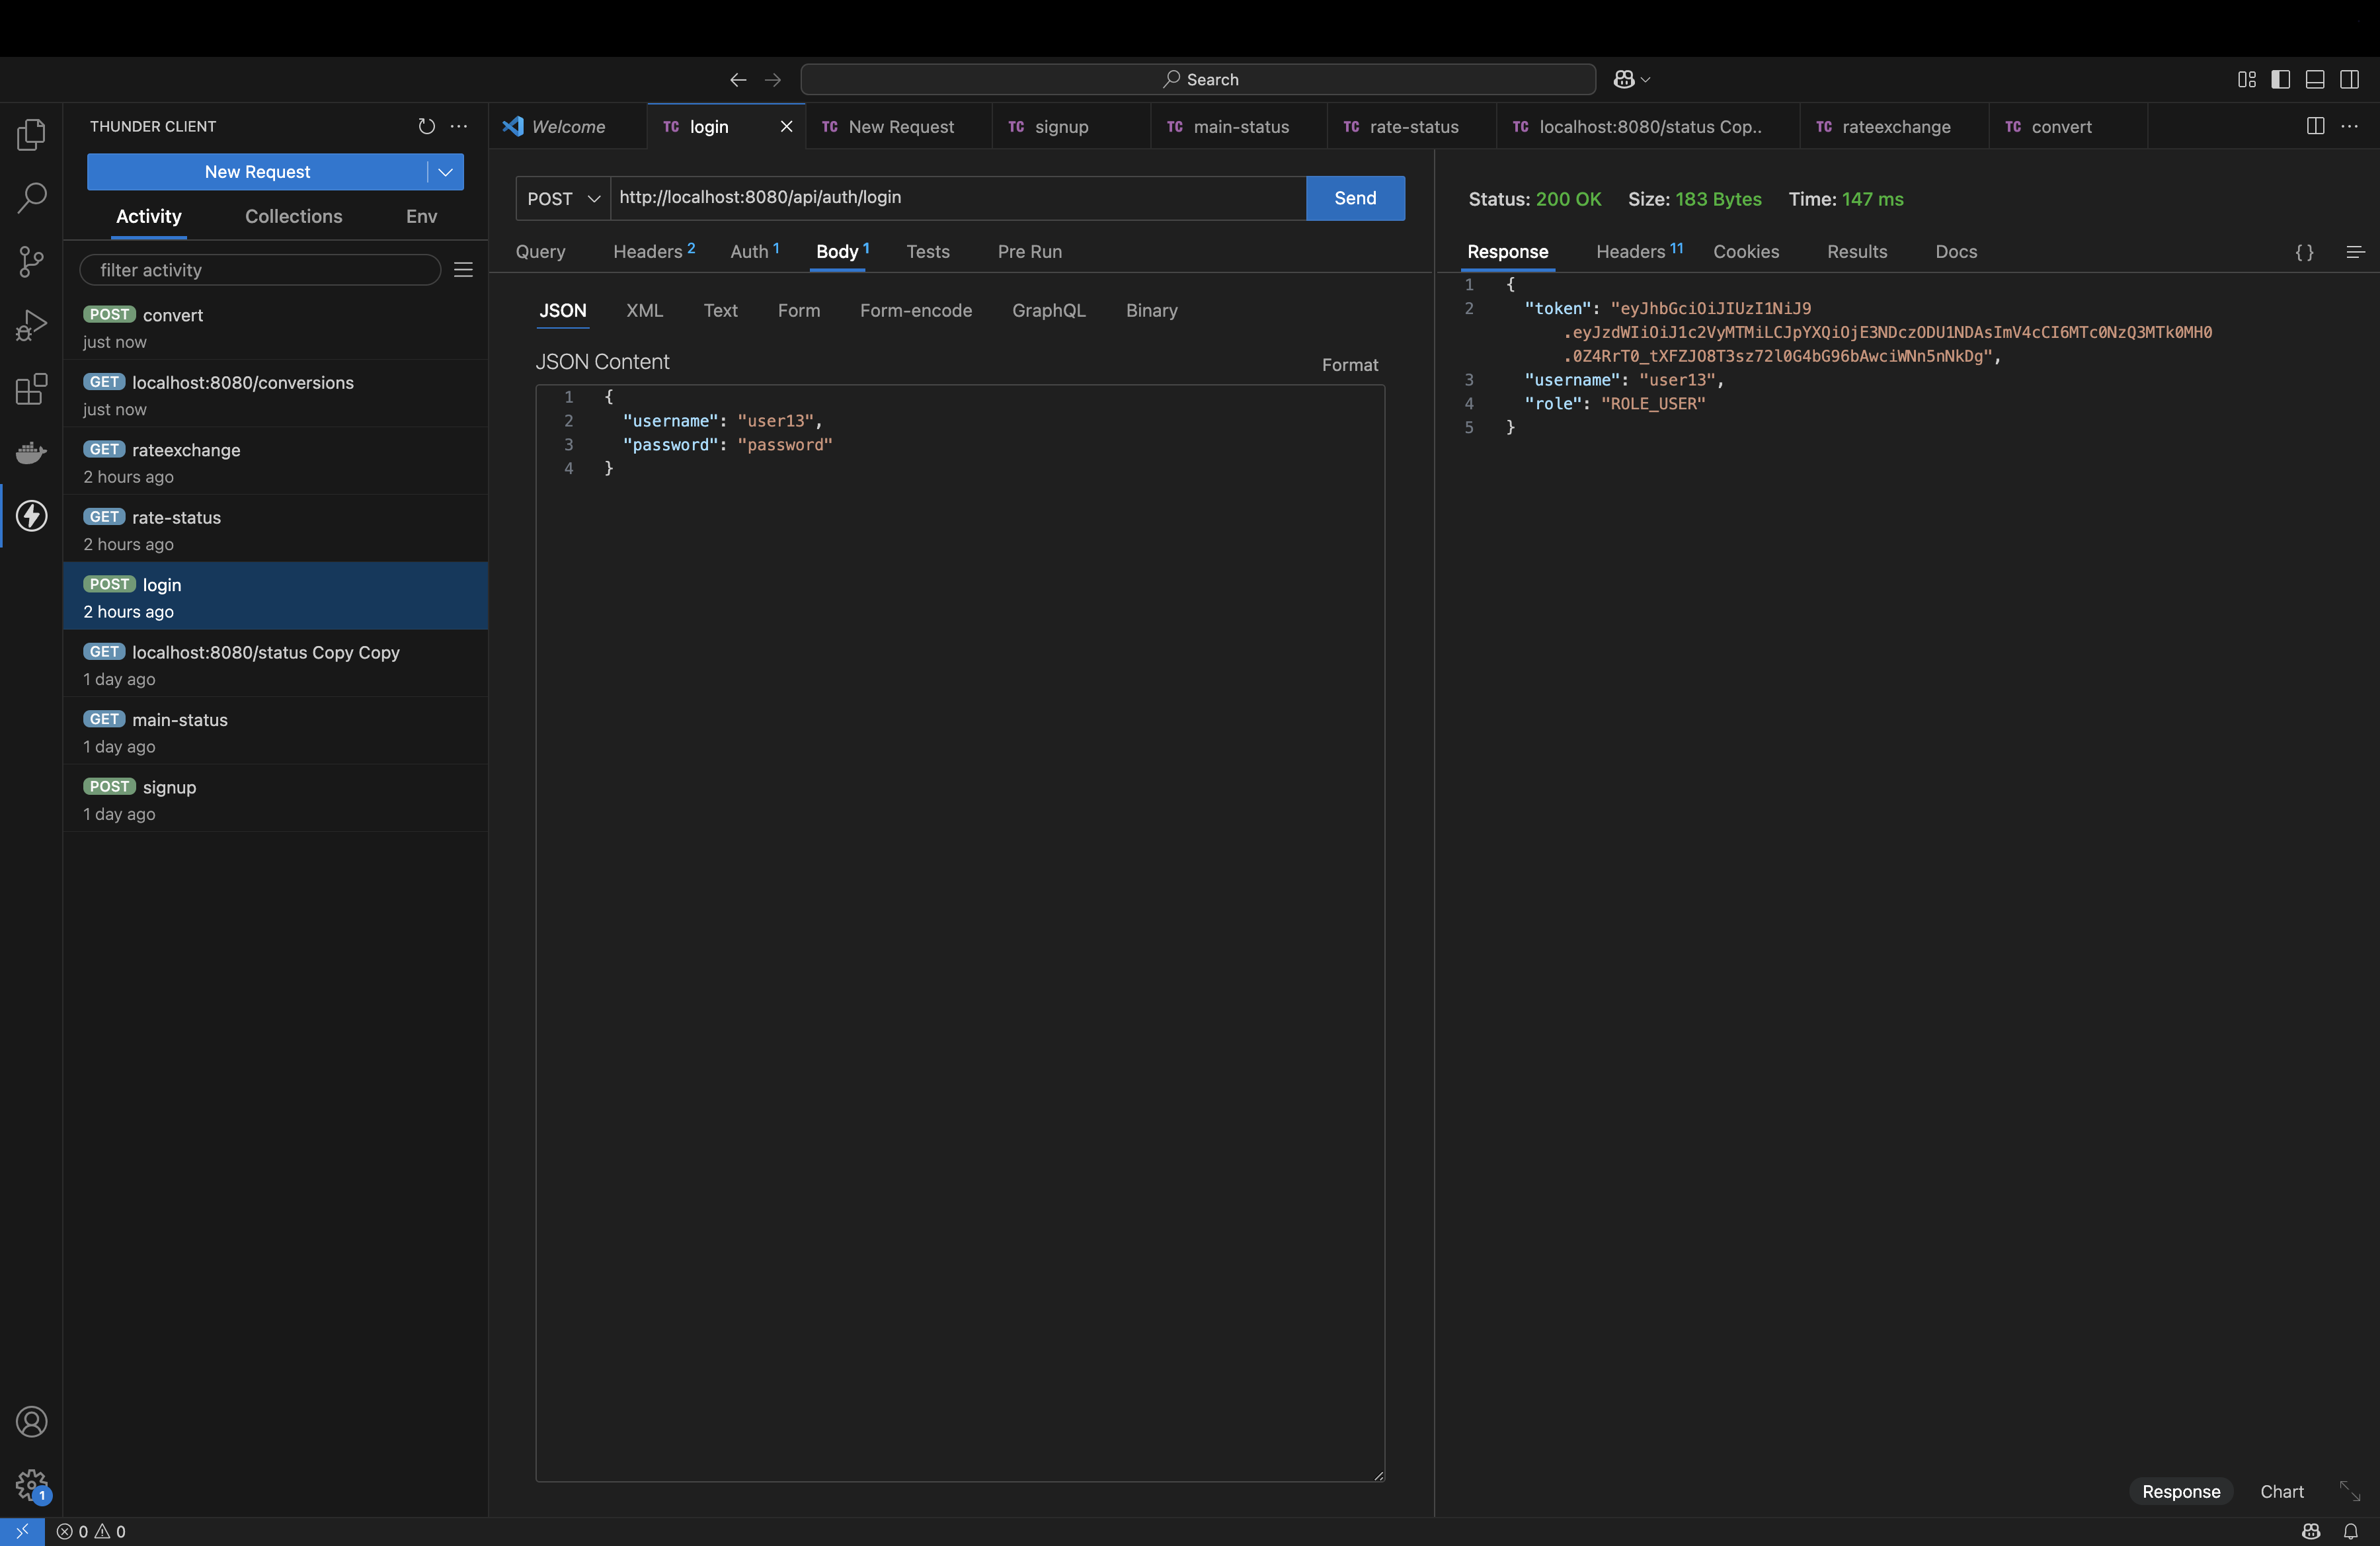 Search
THUNDER CLIENT
New Request
Activity Collections Env
filter activity
POST convert
just now
GET localhost:8080/conversions
just now
GET rateexchange
2 hours ago
GET rate-status
2 hours ago
POST login
2 hours ago
GET localhost:8080/status Copy Copy
1 day ago
GET main-status
1 day ago
POST signup
1 day ago
1
Welcome TC login TC New Request TC signup TC main-status TC rate-status TC localhost:8080/status Cop.. TC rateexchange TC convert
POST http://localhost:8080/api/auth/login Send
Query Headers 2 Auth 1 Body 1 Tests Pre Run
JSON XML Text Form Form-encode GraphQL Binary
JSON Content Format
1 {
2 "username": "user13",
3 "password": "password"
4 }
Status: 200 OK Size: 183 Bytes Time: 147 ms
Response Headers 11 Cookies Results Docs { }
1 {
2 "token": "eyJhbGciOiJIUzI1NiJ9
.eyJzdWIiOiJ1c2VyMTMiLCJpYXQiOjE3NDczODU1NDAsImV4cCI6MTc0NzQ3MTk0MH0
.0Z4RrT0_tXFZJO8T3sz72l0G4bG96bAwciWNn5nNkDg",
3 "username": "user13",
4 "role": "ROLE_USER"
5 }
Response Chart
0 0